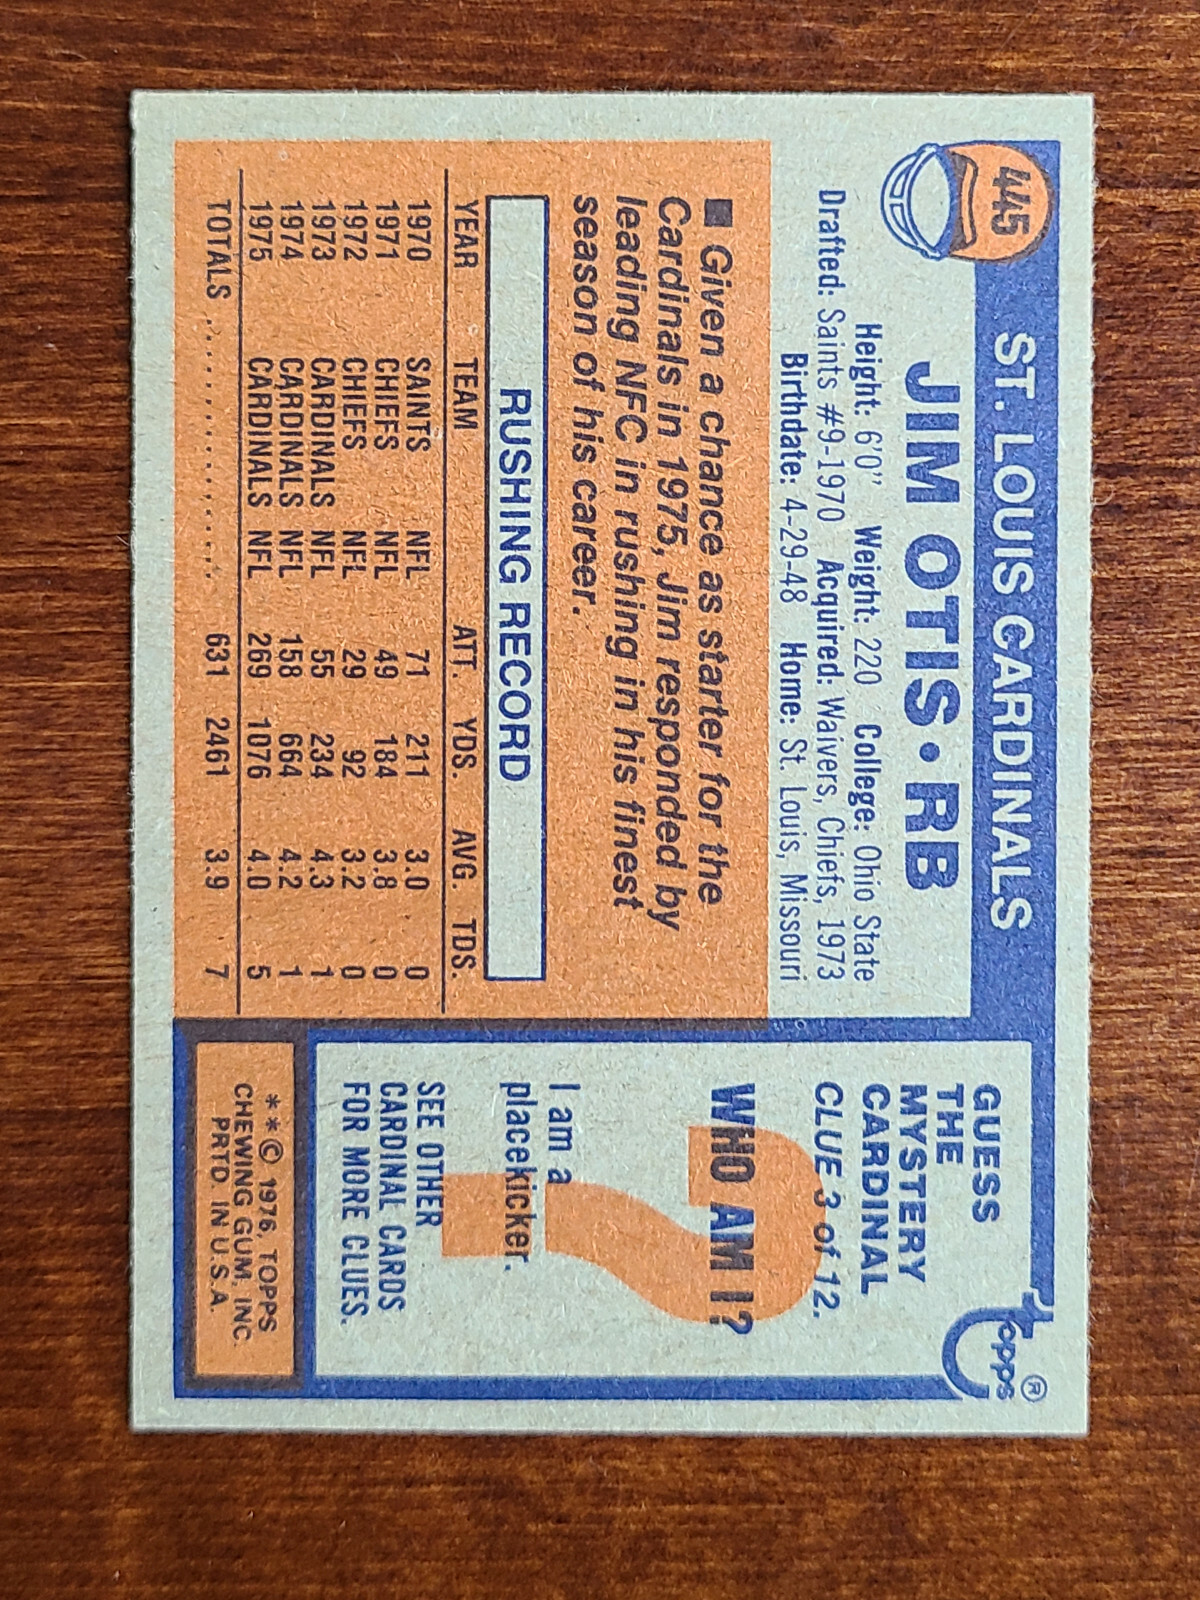 445
ST. LOUIS CARDINALS
JIM OTIS • RB
Height: 6'0" Weight: 220 College: Ohio State
Drafted: Saints #9-1970 Acquired: Waivers, Chiefs, 1973
Birthdate: 4-29-48 Home: St. Louis, Missouri
■ Given a chance as starter for the
Cardinals in 1975, Jim responded by
leading NFC in rushing in his finest
season of his career.
RUSHING RECORD
YEAR TEAM ATT. YDS. AVG. TDS.
1970 SAINTS NFL 71 211 3.0 0
1971 CHIEFS NFL 49 184 3.8 0
1972 CHIEFS NFL 29 92 3.2 0
1973 CARDINALS NFL 55 234 4.3 1
1974 CARDINALS NFL 158 664 4.2 1
1975 CARDINALS NFL 269 1076 4.0 5
TOTALS .................. 631 2461 3.9 7
Topps ®
GUESS
THE
MYSTERY
CARDINAL
CLUE 3 of 12.
WHO AM I?
?
I am a
placekicker.
SEE OTHER
CARDINAL CARDS
FOR MORE CLUES.
**© 1976, TOPPS
CHEWING GUM, INC.
PRTD. IN U.S.A.